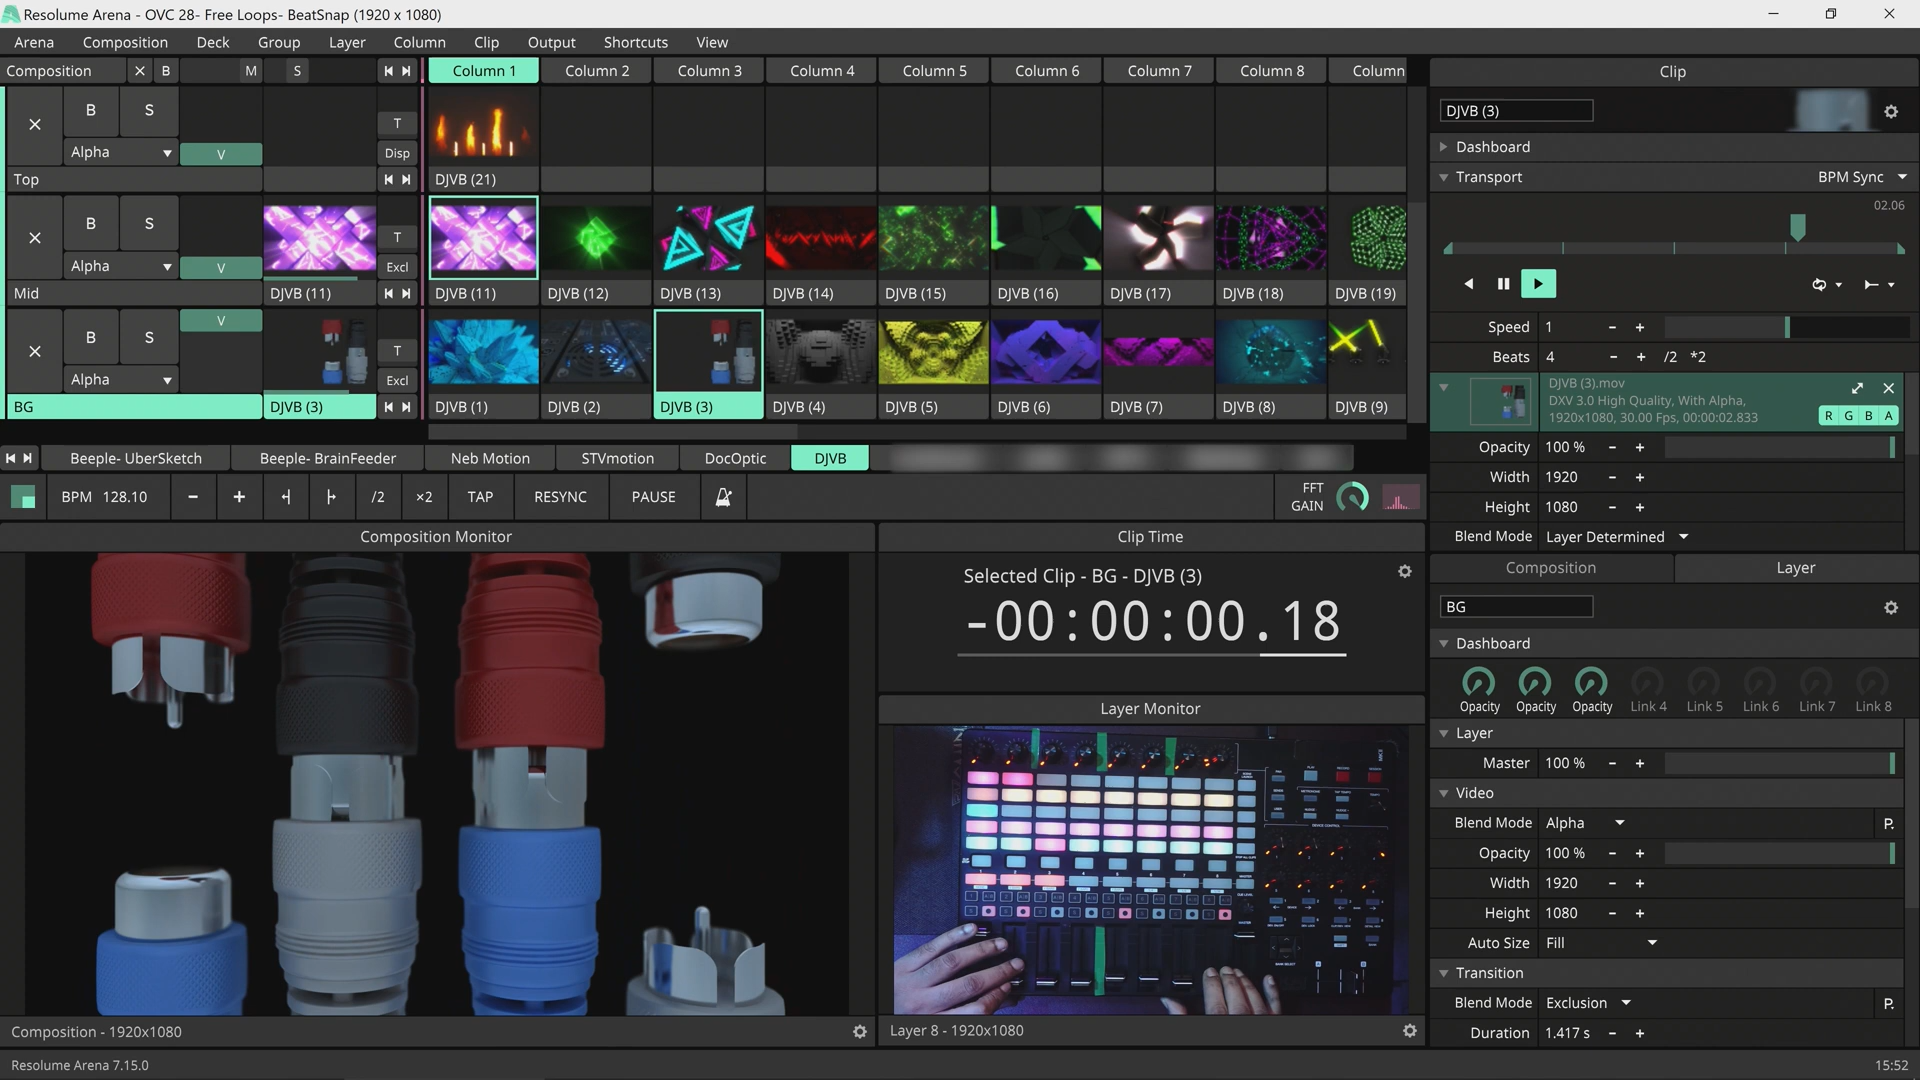 Resolume Arena - OVC 28- Free Loops- BeatSnap (1920 x 1080)
Arena Composition Deck Group Layer Column Clip Output Shortcuts View
Composition B M S Column 1 Column 2 Column 3 Column 4 Column 5 Column 6 Column 7 Column 8 Column
B S T
Alpha V Disp
Top DJVB (21)
B S T
Alpha V Excl
Mid DJVB (11) DJVB (11) DJVB (12) DJVB (13) DJVB (14) DJVB (15) DJVB (16) DJVB (17) DJVB (18) DJVB (19)
V
B S T
Alpha Excl
BG DJVB (3) DJVB (1) DJVB (2) DJVB (3) DJVB (4) DJVB (5) DJVB (6) DJVB (7) DJVB (8) DJVB (9)
Beeple- UberSketch Beeple- BrainFeeder Neb Motion STVmotion DocOptic DJVB
BPM 128.10 - + /2 ×2 TAP RESYNC PAUSE FFT GAIN
Composition Monitor
Composition - 1920x1080
Clip Time
Selected Clip - BG - DJVB (3)
-00:00:00.18
Layer Monitor
Layer 8 - 1920x1080
Clip
DJVB (3)
Dashboard
Transport BPM Sync
02.06
Speed 1 - +
Beats 4 - + /2 *2
DJVB (3).mov
DXV 3.0 High Quality, With Alpha,
1920x1080, 30.00 Fps, 00:00:02.833
R G B A
Opacity 100 % - +
Width 1920 - +
Height 1080 - +
Blend Mode Layer Determined
Composition Layer
BG
Dashboard
Opacity Opacity Opacity Link 4 Link 5 Link 6 Link 7 Link 8
Layer
Master 100 % - +
Video
Blend Mode Alpha P.
Opacity 100 % - +
Width 1920 - +
Height 1080 - +
Auto Size Fill
Transition
Blend Mode Exclusion P.
Duration 1.417 s - +
Resolume Arena 7.15.0
15:52